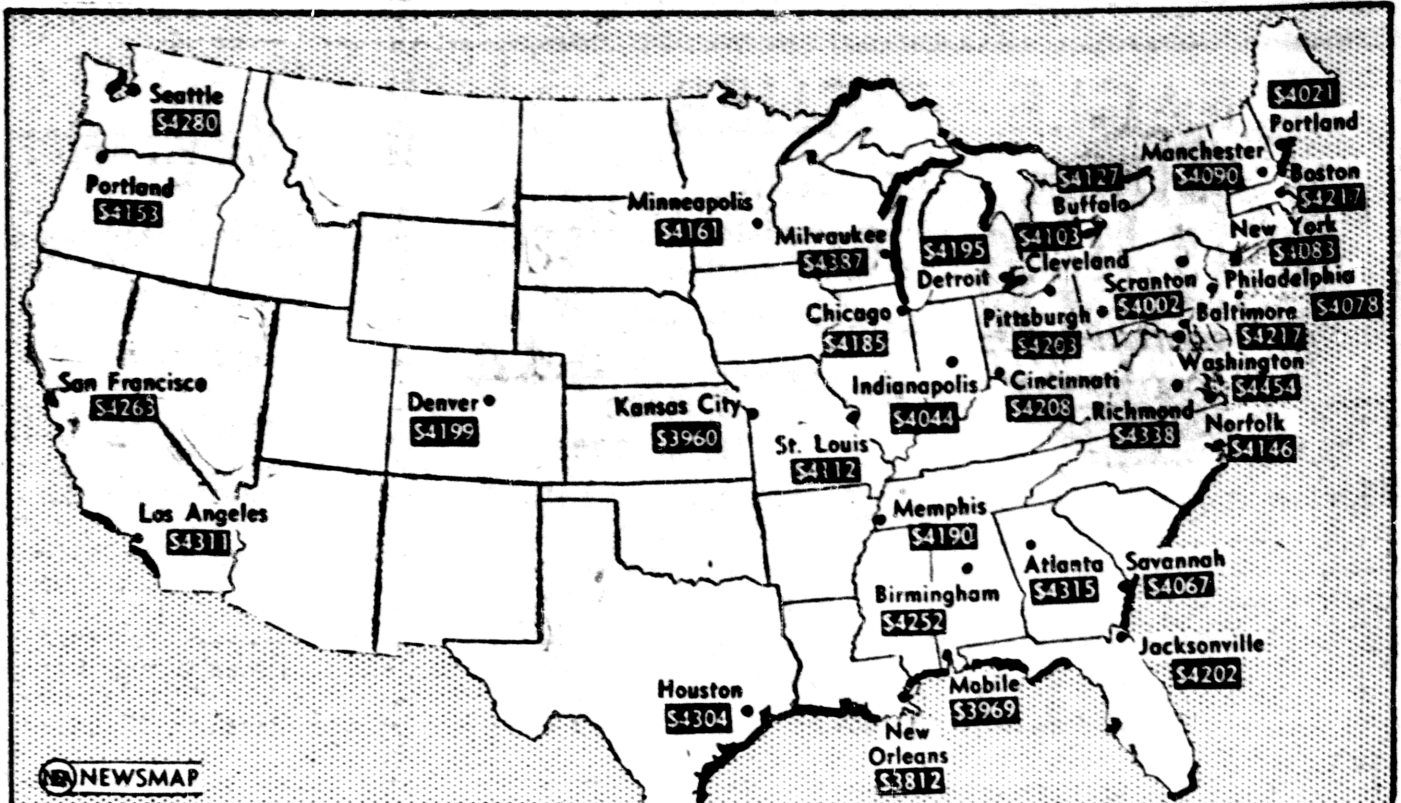 Seattle
$4280
Portland
$4153
San Francisco
$4263
Los Angeles
$4311
Denver
$4199
Minneapolis
$4161
Kansas City
$3960
Houston
$4304
Milwaukee
$4387
Chicago
$4185
St. Louis
$4112
Indianapolis
$4044
Detroit
$4195
Cleveland
$4103
Buffalo
$4127
Pittsburgh
$4203
Cincinnati
$4208
Memphis
$4190
Birmingham
$4252
Mobile
$3969
New
Orleans
$3812
Atlanta
$4315
Savannah
$4067
Jacksonville
$4202
Norfolk
$4146
Richmond
$4338
Washington
$4454
Baltimore
$4217
Scranton
$4002
Philadelphia
$4078
New York
$4083
Boston
$4217
Manchester
$4090
$4021
Portland
NEA NEWSMAP